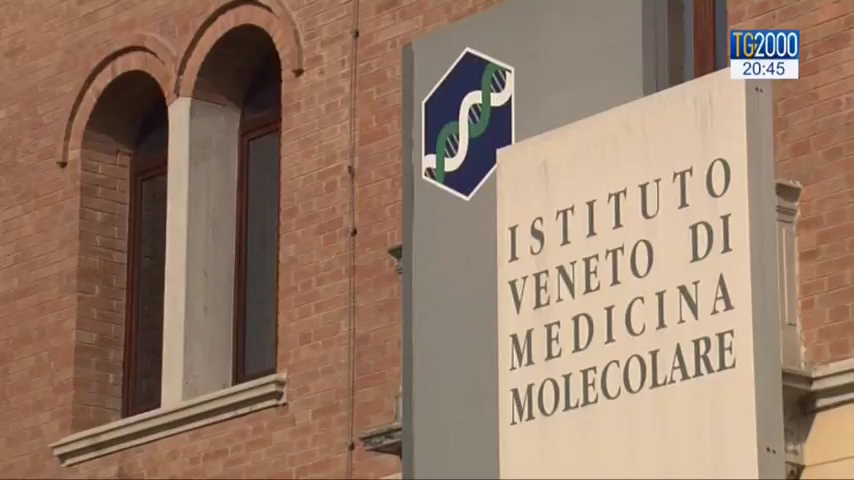 TG2000
20:45
ISTITUTO
VENETO DI
MEDICINA
MOLECOLARE